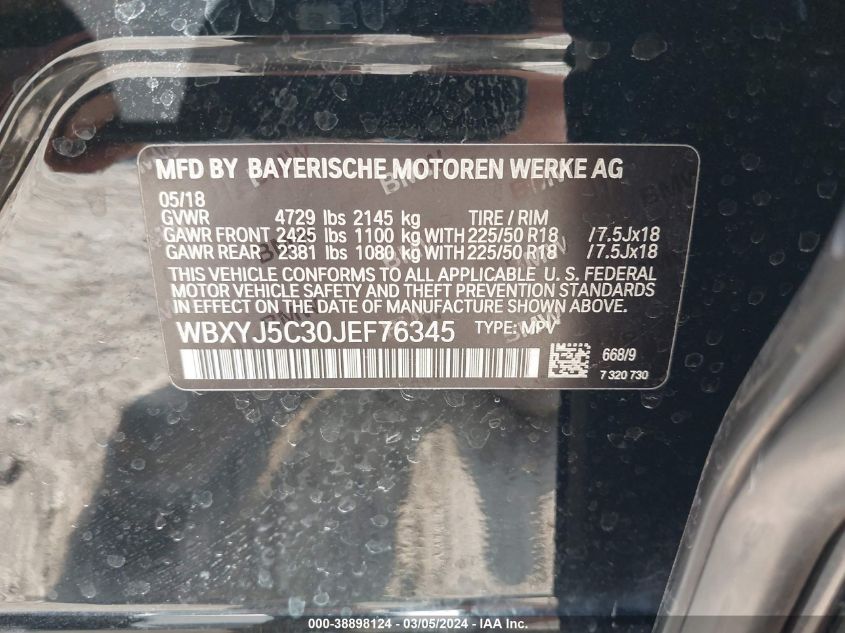 MFD BY BAYERISCHE MOTOREN WERKE AG
05/18
GVWR 4729 lbs 2145 kg TIRE / RIM
GAWR FRONT 2425 lbs 1100 kg WITH 225/50 R18 /7.5Jx18
GAWR REAR 2381 lbs 1080 kg WITH 225/50 R18 /7.5Jx18
THIS VEHICLE CONFORMS TO ALL APPLICABLE U. S. FEDERAL
MOTOR VEHICLE SAFETY AND THEFT PREVENTION STANDARDS
IN EFFECT ON THE DATE OF MANUFACTURE SHOWN ABOVE.
WBXYJ5C30JEF76345 TYPE: MPV
668/9
7 320 730
000-38898124 - 03/05/2024 - IAA Inc.